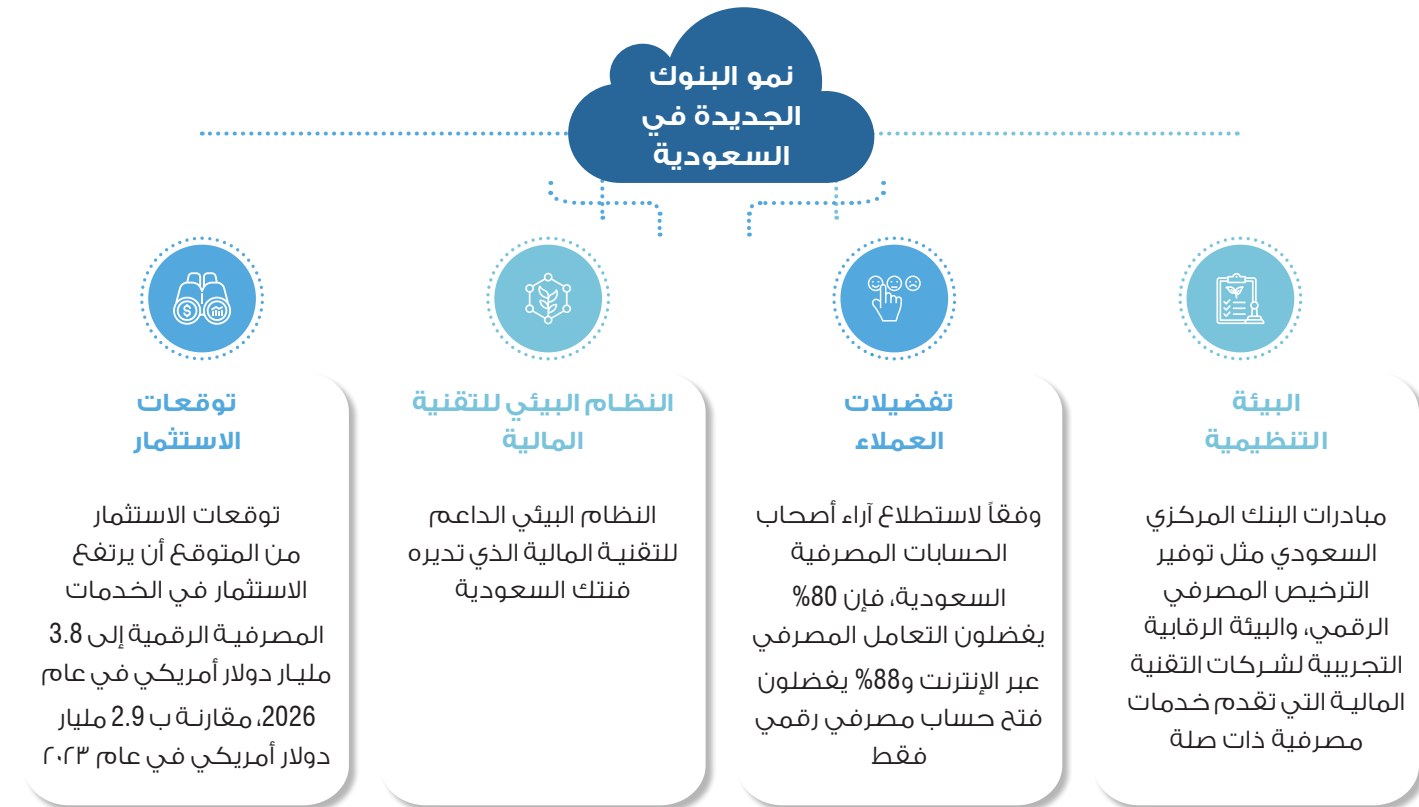 نمو البنوك
الجديدة في
السعودية
البيئة
التنظيمية
مبادرات البنك المركزي
السعودي مثل توفير
الترخيص المصرفي
الرقمي، والبيئة الرقابية
التجريبية لشركات التقنية
المالية التي تقدم خدمات
مصرفية ذات صلة
تفضيلات
العملاء
وفقاً لاستطلاع آراء أصحاب
الحسابات المصرفية
السعودية، فإن 80%
يفضلون التعامل المصرفي
عبر الإنترنت و88% يفضلون
فتح حساب مصرفي رقمي
فقط
النظام البيئي للتقنية
المالية
النظام البيئي الداعم
للتقنية المالية الذي تديره
فنتك السعودية
توقعات
الاستثمار
توقعات الاستثمار
من المتوقع أن يرتفع
الاستثمار في الخدمات
المصرفية الرقمية إلى 3.8
مليار دولار أمريكي في عام
2026، مقارنة ب 2.9 مليار
دولار أمريكي في عام ٢٠٢٣